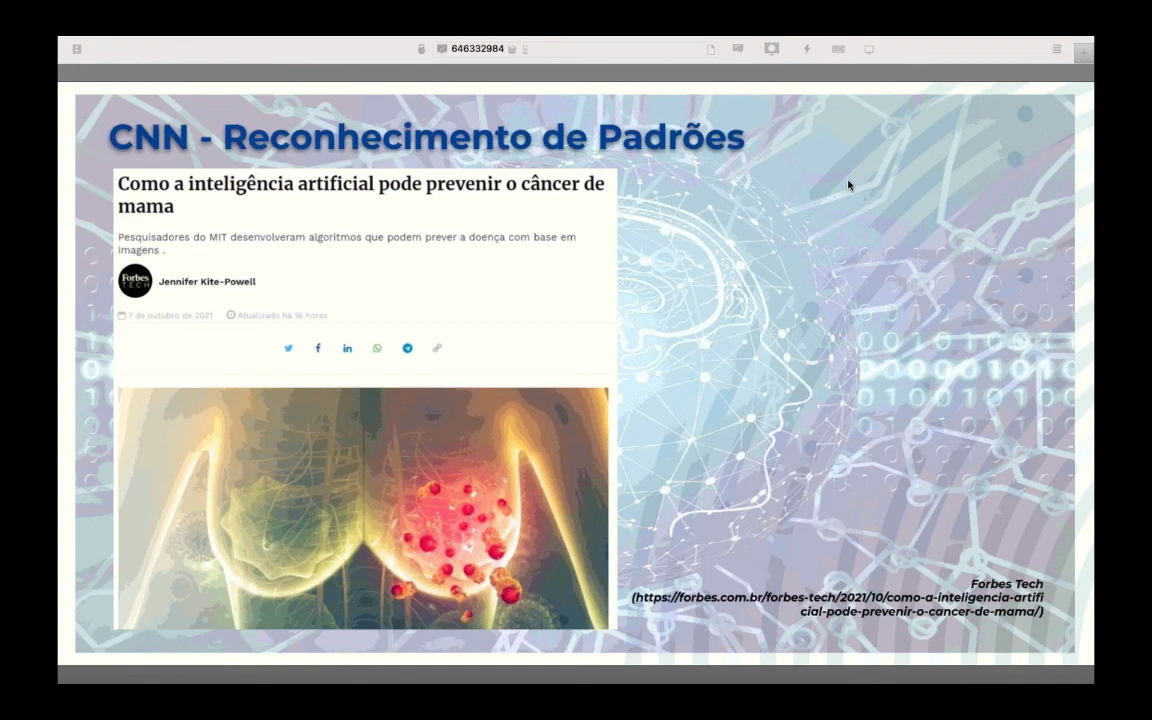 646332984
CNN - Reconhecimento de Padrões
Como a inteligência artificial pode prevenir o câncer de
mama
Pesquisadores do MIT desenvolveram algoritmos que podem prever a doença com base em
imagens .
Forbes
TECH
Jennifer Kite-Powell
7 de outubro de 2021 Atualizado há 16 horas
Forbes Tech
(https://forbes.com.br/forbes-tech/2021/10/como-a-inteligencia-artifi
cial-pode-prevenir-o-cancer-de-mama/)